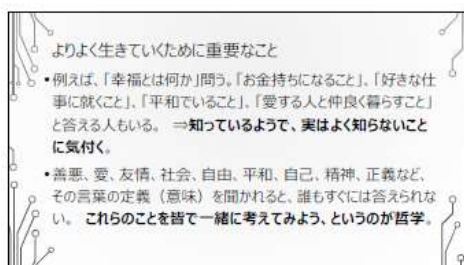 よりよく生きていくために重要なこと
•例えば、「幸福とは何か」問う。「お金持ちになること」、「好きな仕
事に就くこと」、「平和でいること」、「愛する人と仲良く暮らすこと」
と答える人もいる。 ⇒知っているようで、実はよく知らないこと
に気付く。
•善悪、愛、友情、社会、自由、平和、自己、精神、正義など、
その言葉の定義（意味）を聞かれると、誰もすぐには答えられな
い。 これらのことを皆で一緒に考えてみよう、というのが哲学。